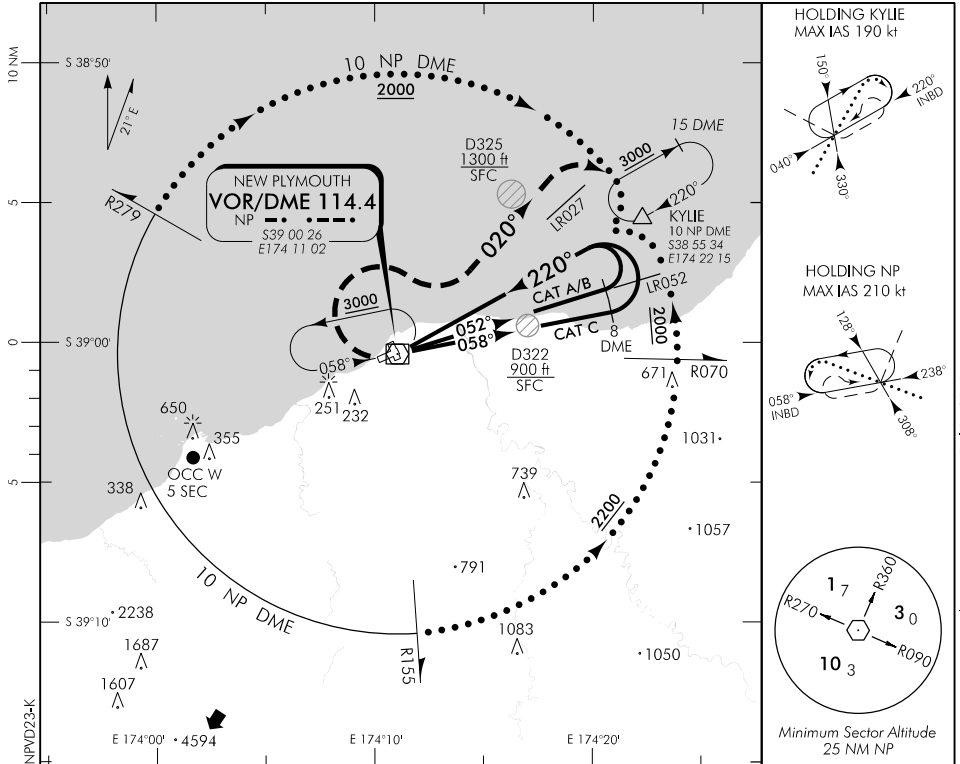 10 NM
5
0
5
S 38°50'
S 39°00'
S 39°10'
21° E
10 NP DME
2000
R279
NEW PLYMOUTH
VOR/DME 114.4
NP
S39 00 26
E174 11 02
D325
1300 ft
SFC
15 DME
3000
220°
LR027
020°
KYLIE
10 NP DME
S38 55 34
E174 22 15
220°
CAT A/B
LR052
3000
052°
058°
CAT C
8
DME
2000
058°
D322
900 ft
SFC
R070
671
251
232
650
355
OCC W
5 SEC
338
1031
739
2200
1057
791
10 NP DME
2238
1687
1607
1083
1050
R155
4594
E 174°00'
E 174°10'
E 174°20'
NPVD23-K
HOLDING KYLIE
MAX IAS 190 kt
150°
220°
INBD
040°
330°
HOLDING NP
MAX IAS 210 kt
128°
238°
058°
INBD
308°
17
R360
R270
30
R090
103
Minimum Sector Altitude
25 NM NP